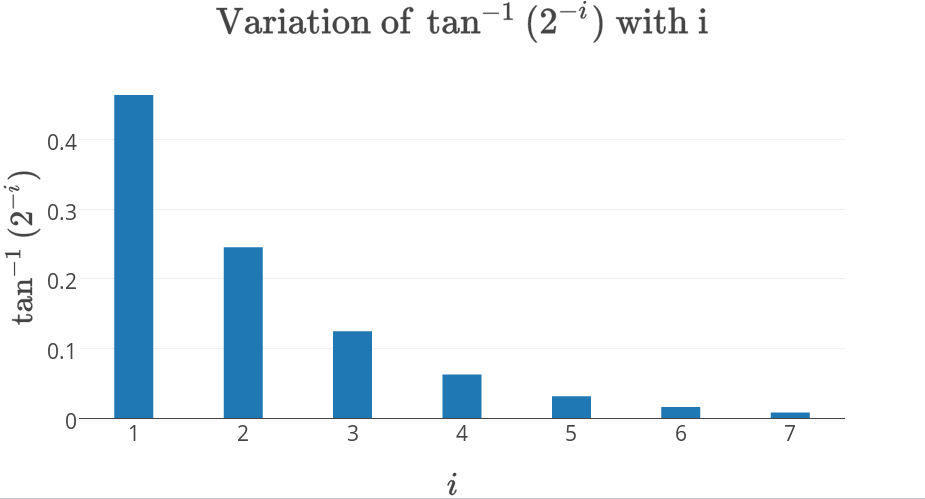 Variation of tan⁻¹ (2⁻ⁱ) with i
tan⁻¹ (2⁻ⁱ)
0.4
0.3
0.2
0.1
0
1 2 3 4 5 6 7
i